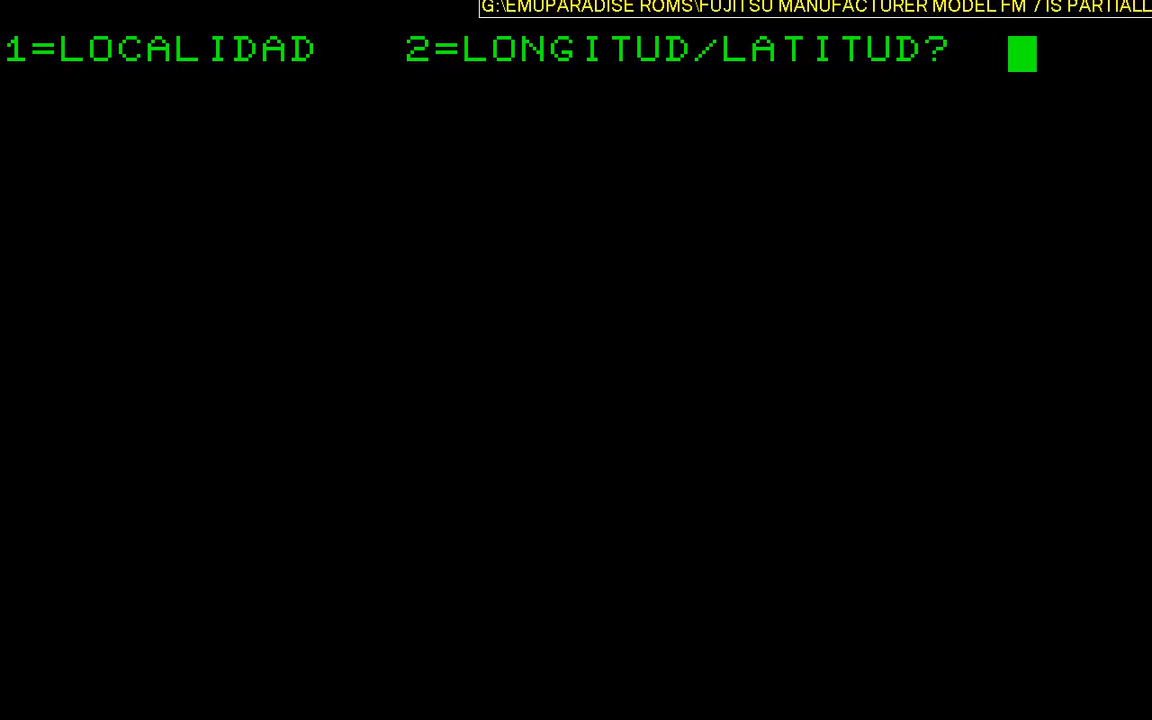 G:\EMUPARADISE ROMS\FUJITSU MANUFACTURER MODEL FM 7 IS PARTIALL
1=LOCALIDAD 2=LONGITUD/LATITUD?